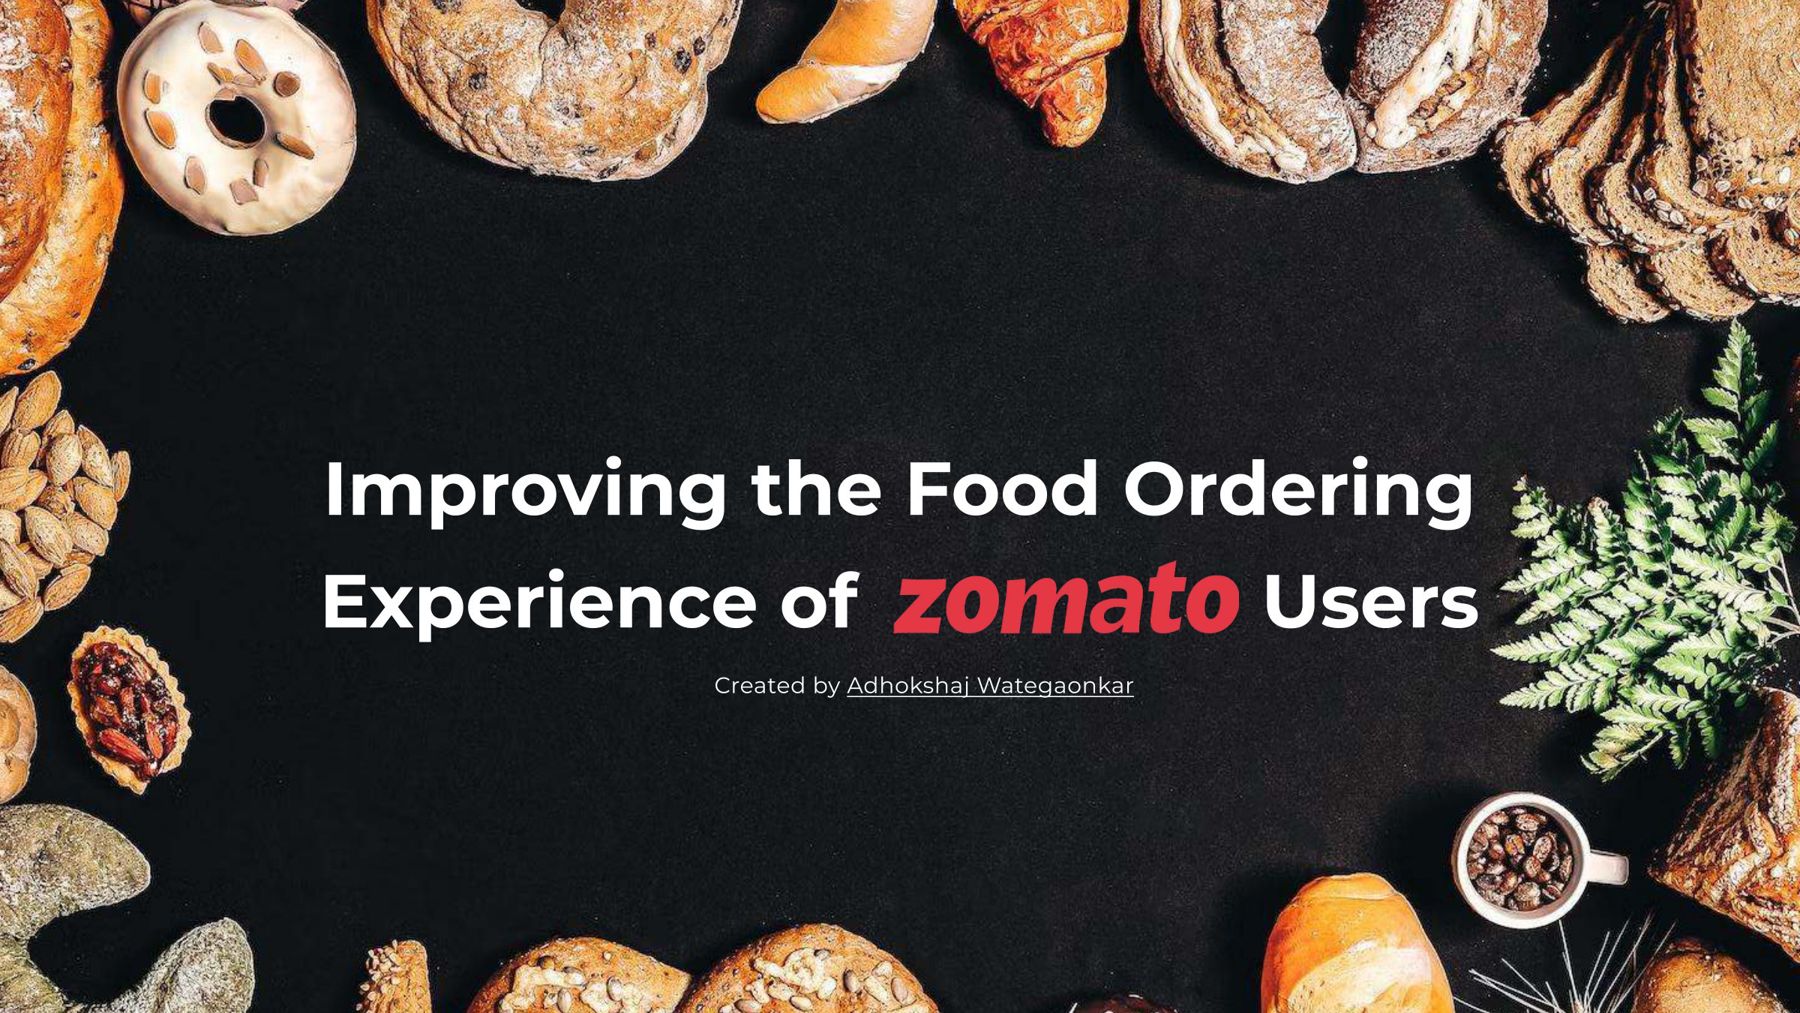 Improving the Food Ordering
Experience of zomato Users
Created by Adhokshaj Wategaonkar